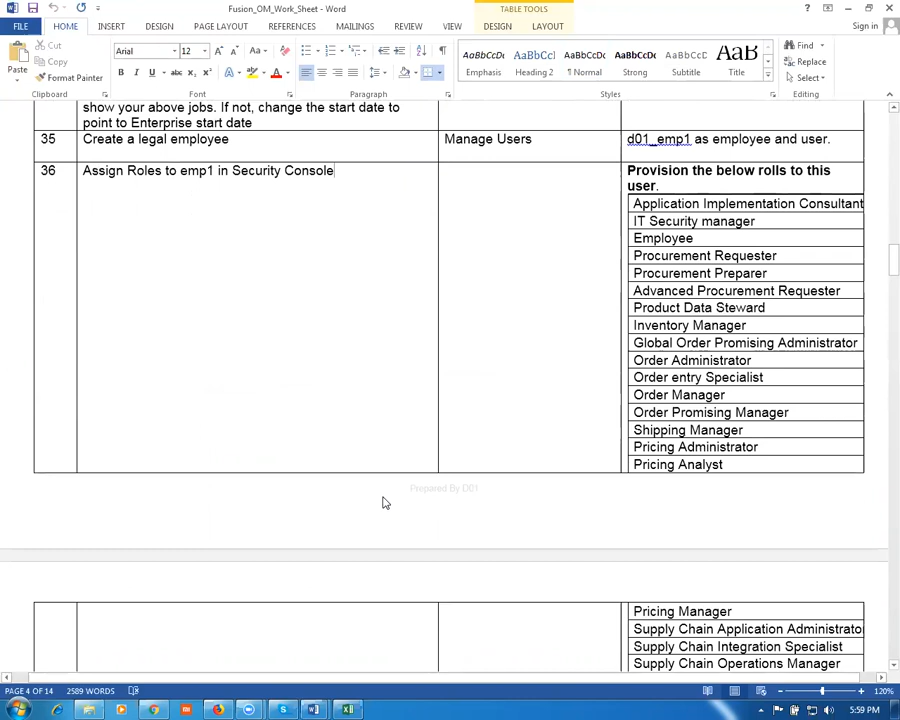 Fusion_OM_Work_Sheet - Word
TABLE TOOLS
FILE
HOME
INSERT
DESIGN
PAGE LAYOUT
REFERENCES
MAILINGS
REVIEW
VIEW
DESIGN
LAYOUT
Sign in
Paste
Cut
Copy
Format Painter
Clipboard
Arial
12
Font
Paragraph
AaBbCcDc
Emphasis
AaBbCcI
Heading 2
AaBbCcDc
¶ Normal
AaBbCcDc
Strong
AaBbCcDc
Subtitle
AaB
Title
Styles
Find
Replace
Select
Editing
show your above jobs. If not, change the start date to
point to Enterprise start date
35
Create a legal employee
Manage Users
d01_emp1 as employee and user.
36
Assign Roles to emp1 in Security Console
Provision the below rolls to this
user.
Application Implementation Consultant
IT Security manager
Employee
Procurement Requester
Procurement Preparer
Advanced Procurement Requester
Product Data Steward
Inventory Manager
Global Order Promising Administrator
Order Administrator
Order entry Specialist
Order Manager
Order Promising Manager
Shipping Manager
Pricing Administrator
Pricing Analyst
Prepared By D01
Pricing Manager
Supply Chain Application Administrator
Supply Chain Integration Specialist
Supply Chain Operations Manager
PAGE 4 OF 14
2589 WORDS
120%
5:59 PM